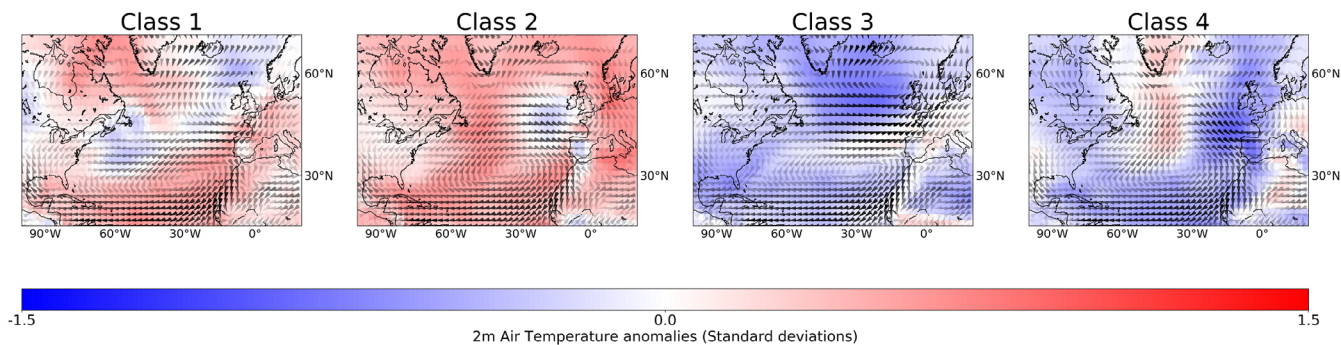 Class 1
Class 2
Class 3
Class 4
60°N
60°N
60°N
60°N
30°N
30°N
30°N
30°N
90°W 60°W 30°W 0°
90°W 60°W 30°W 0°
90°W 60°W 30°W 0°
90°W 60°W 30°W 0°
-1.5 0.0 1.5
2m Air Temperature anomalies (Standard deviations)